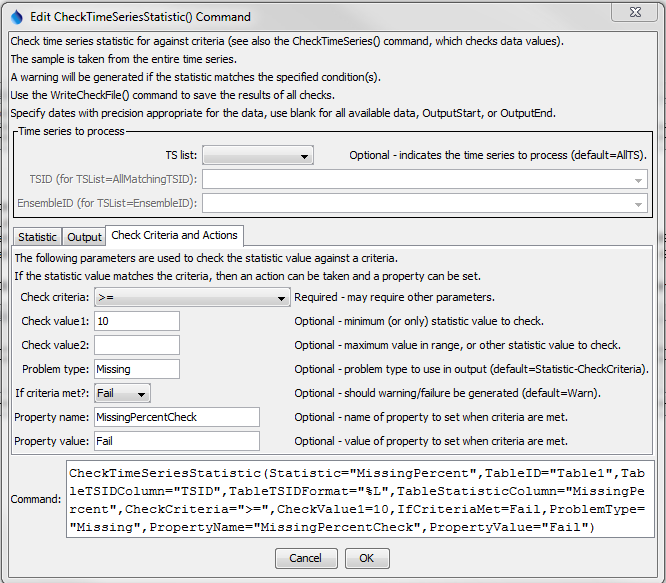 Edit CheckTimeSeriesStatistic() Command
Check time series statistic for against criteria (see also the CheckTimeSeries() command, which checks data values).
The sample is taken from the entire time series.
A warning will be generated if the statistic matches the specified condition(s).
Use the WriteCheckFile() command to save the results of all checks.
Specify dates with precision appropriate for the data, use blank for all available data, OutputStart, or OutputEnd.
Time series to process
TS list: Optional - indicates the time series to process (default=AllTS).
TSID (for TSList=AllMatchingTSID):
EnsembleID (for TSList=EnsembleID):
Statistic Output Check Criteria and Actions
The following parameters are used to check the statistic value against a criteria.
If the statistic value matches the criteria, then an action can be taken and a property can be set.
Check criteria: >= Required - may require other parameters.
Check value1: 10 Optional - minimum (or only) statistic value to check.
Check value2: Optional - maximum value in range, or other statistic value to check.
Problem type: Missing Optional - problem type to use in output (default=Statistic-CheckCriteria).
If criteria met?: Fail Optional - should warning/failure be generated (default=Warn).
Property name: MissingPercentCheck Optional - name of property to set when criteria are met.
Property value: Fail Optional - value of property to set when criteria are met.
Command: CheckTimeSeriesStatistic(Statistic="MissingPercent",TableID="Table1",Tab
leTSIDColumn="TSID",TableTSIDFormat="%L",TableStatisticColumn="MissingPe
rcent",CheckCriteria=">=",CheckValue1=10,IfCriteriaMet=Fail,ProblemType=
"Missing",PropertyName="MissingPercentCheck",PropertyValue="Fail")
Cancel OK